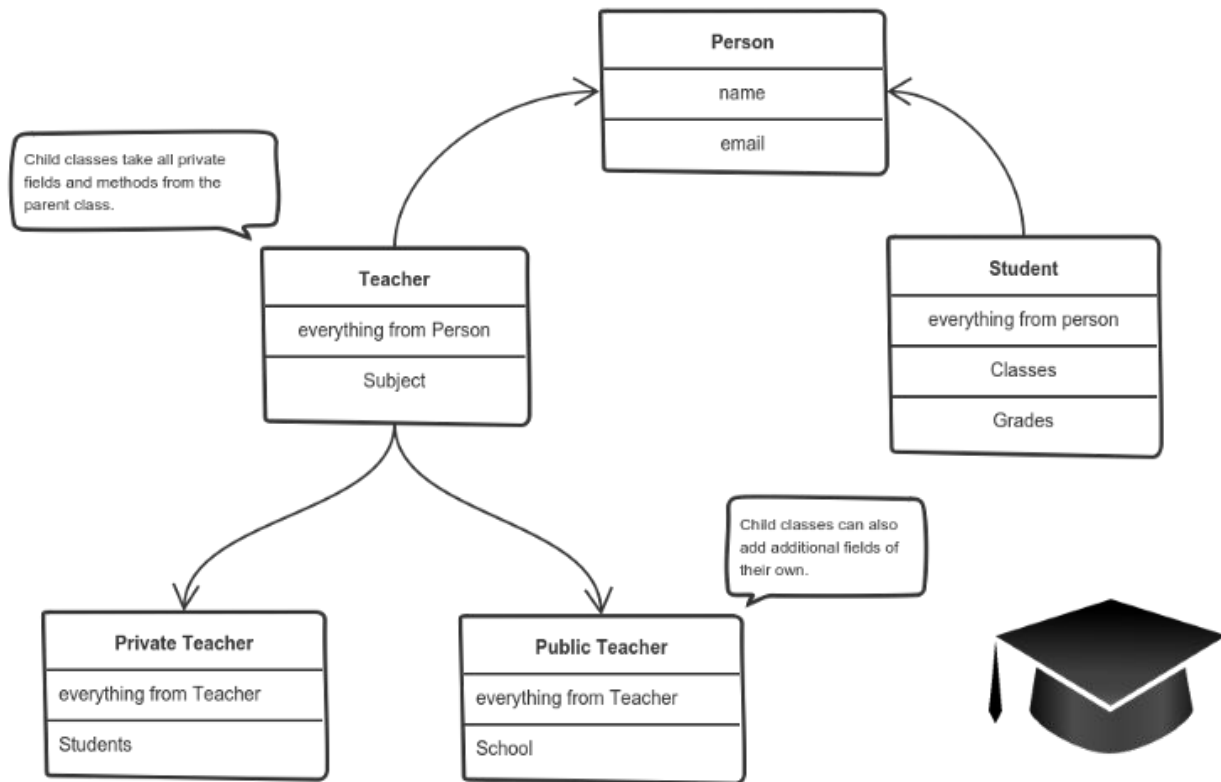 Person
name
email
Child classes take all private
fields and methods from the
parent class.
Teacher
everything from Person
Subject
Student
everything from person
Classes
Grades
Child classes can also
add additional fields of
their own.
Private Teacher
everything from Teacher
Students
Public Teacher
everything from Teacher
School